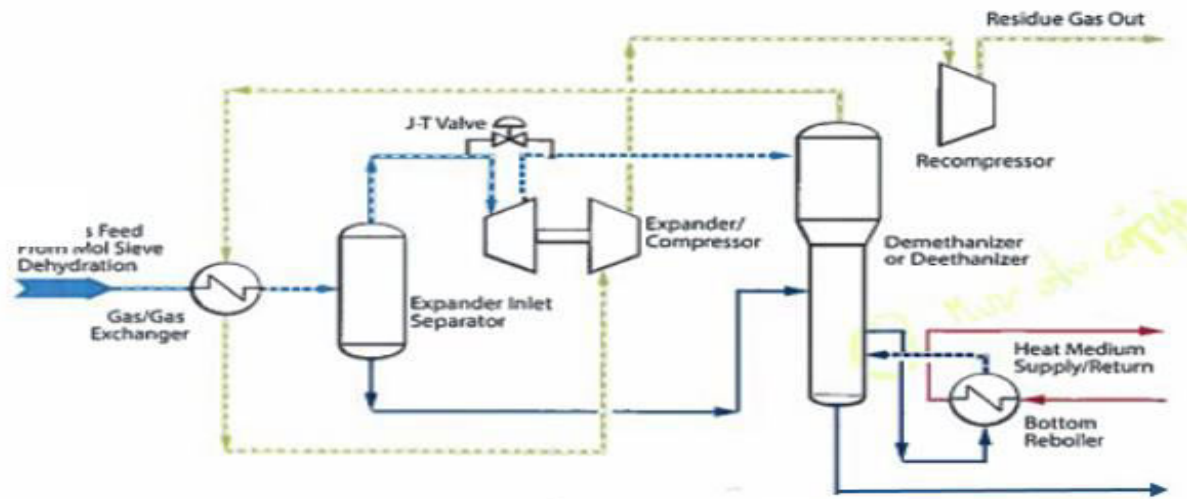 Residue Gas Out
J-T Valve
Recompressor
s Feed
From Mol Sieve
Dehydration
Expander/
Compressor
Demethanizer
or Deethanizer
Gas/Gas
Exchanger
Expander Inlet
Separator
Heat Medium
Supply/Return
Bottom
Reboiler